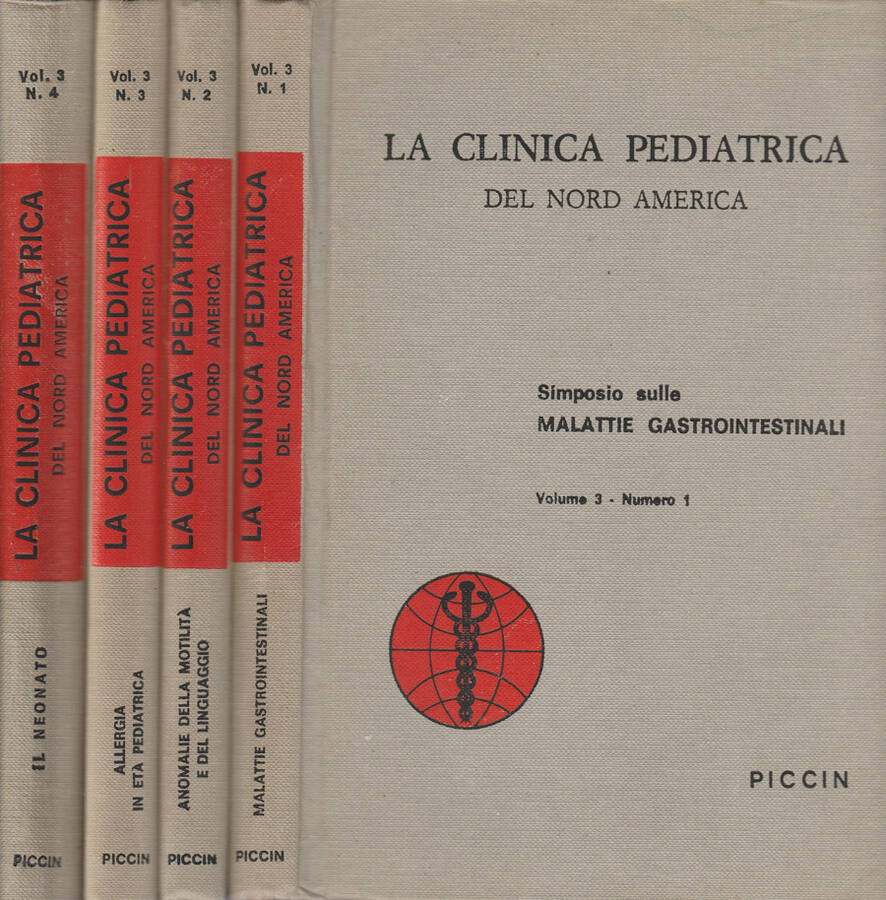 Vol. 3
N. 4
LA CLINICA PEDIATRICA
DEL NORD AMERICA
IL NEONATO
PICCIN
Vol. 3
N. 3
LA CLINICA PEDIATRICA
DEL NORD AMERICA
ALLERGIA
IN ETÀ PEDIATRICA
PICCIN
Vol. 3
N. 2
LA CLINICA PEDIATRICA
DEL NORD AMERICA
ANOMALIE DELLA MOTILITÀ
E DEL LINGUAGGIO
PICCIN
Vol. 3
N. 1
LA CLINICA PEDIATRICA
DEL NORD AMERICA
MALATTIE GASTROINTESTINALI
PICCIN
LA CLINICA PEDIATRICA
DEL NORD AMERICA
Simposio sulle
MALATTIE GASTROINTESTINALI
Volume 3 - Numero 1
PICCIN